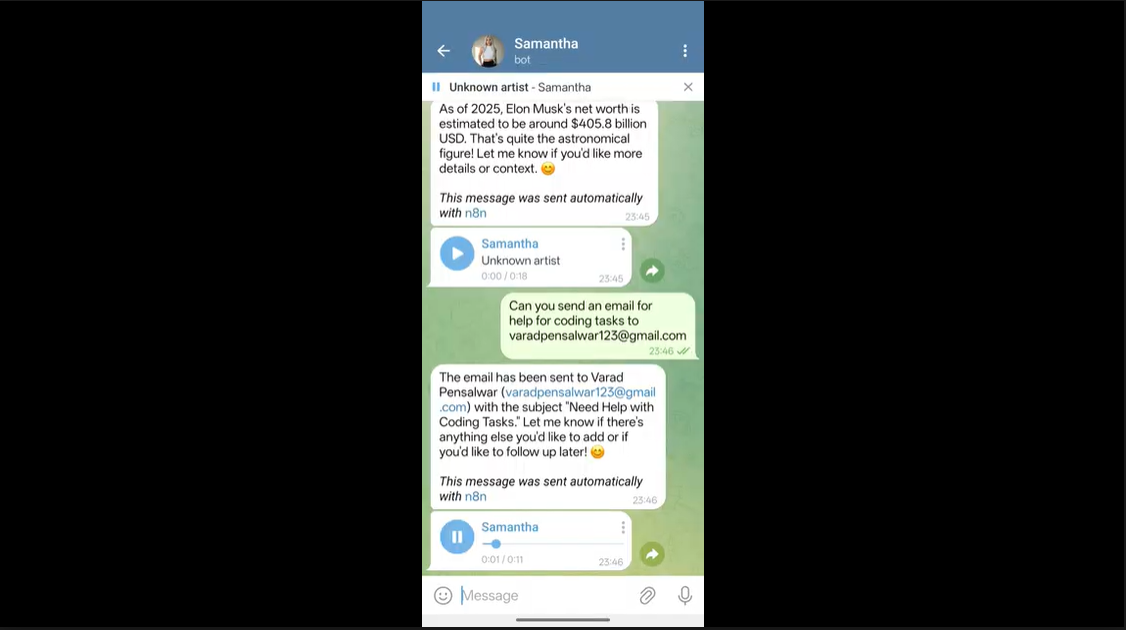 Samantha
bot
Unknown artist - Samantha
As of 2025, Elon Musk's net worth is
estimated to be around $405.8 billion
USD. That's quite the astronomical
figure! Let me know if you'd like more
details or context. 😊
This message was sent automatically
with n8n
23:45
Samantha
Unknown artist
0:00 / 0:18
23:45
Can you send an email for
help for coding tasks to
varadpensalwar123@gmail.com
23:46
The email has been sent to Varad
Pensalwar (varadpensalwar123@gmail
.com) with the subject "Need Help with
Coding Tasks." Let me know if there's
anything else you'd like to add or if
you'd like to follow up later! 😊
This message was sent automatically
with n8n
23:46
Samantha
0:01 / 0:11
23:46
Message